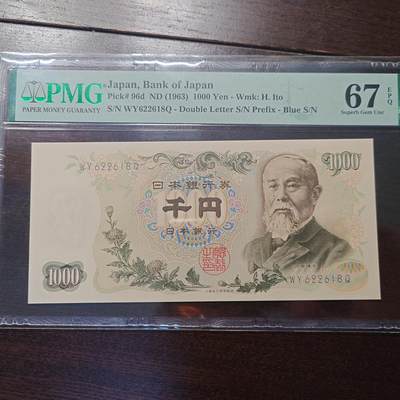 PMG
PAPER MONEY GUARANTY
Japan, Bank of Japan
Pick# 96d ND (1963) 1000 Yen - Wmk: H. Ito
S/N WY622618Q - Double Letter S/N Prefix - Blue S/N
67 EPQ
Superb Gem Unc
WY622618Q
1000
日本銀行券
千円
日本銀行
1000
WY622618Q